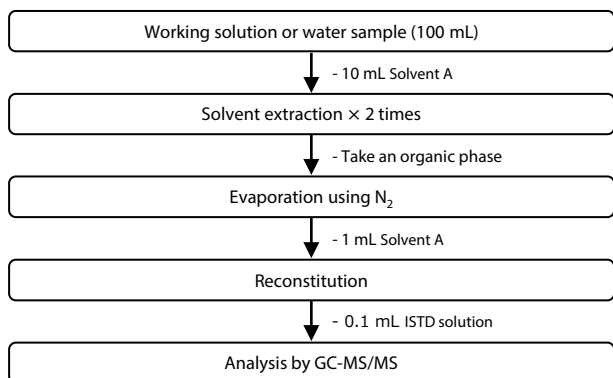 Working solution or water sample (100 mL)
- 10 mL Solvent A
Solvent extraction × 2 times
- Take an organic phase
Evaporation using N₂
- 1 mL Solvent A
Reconstitution
- 0.1 mL ISTD solution
Analysis by GC-MS/MS